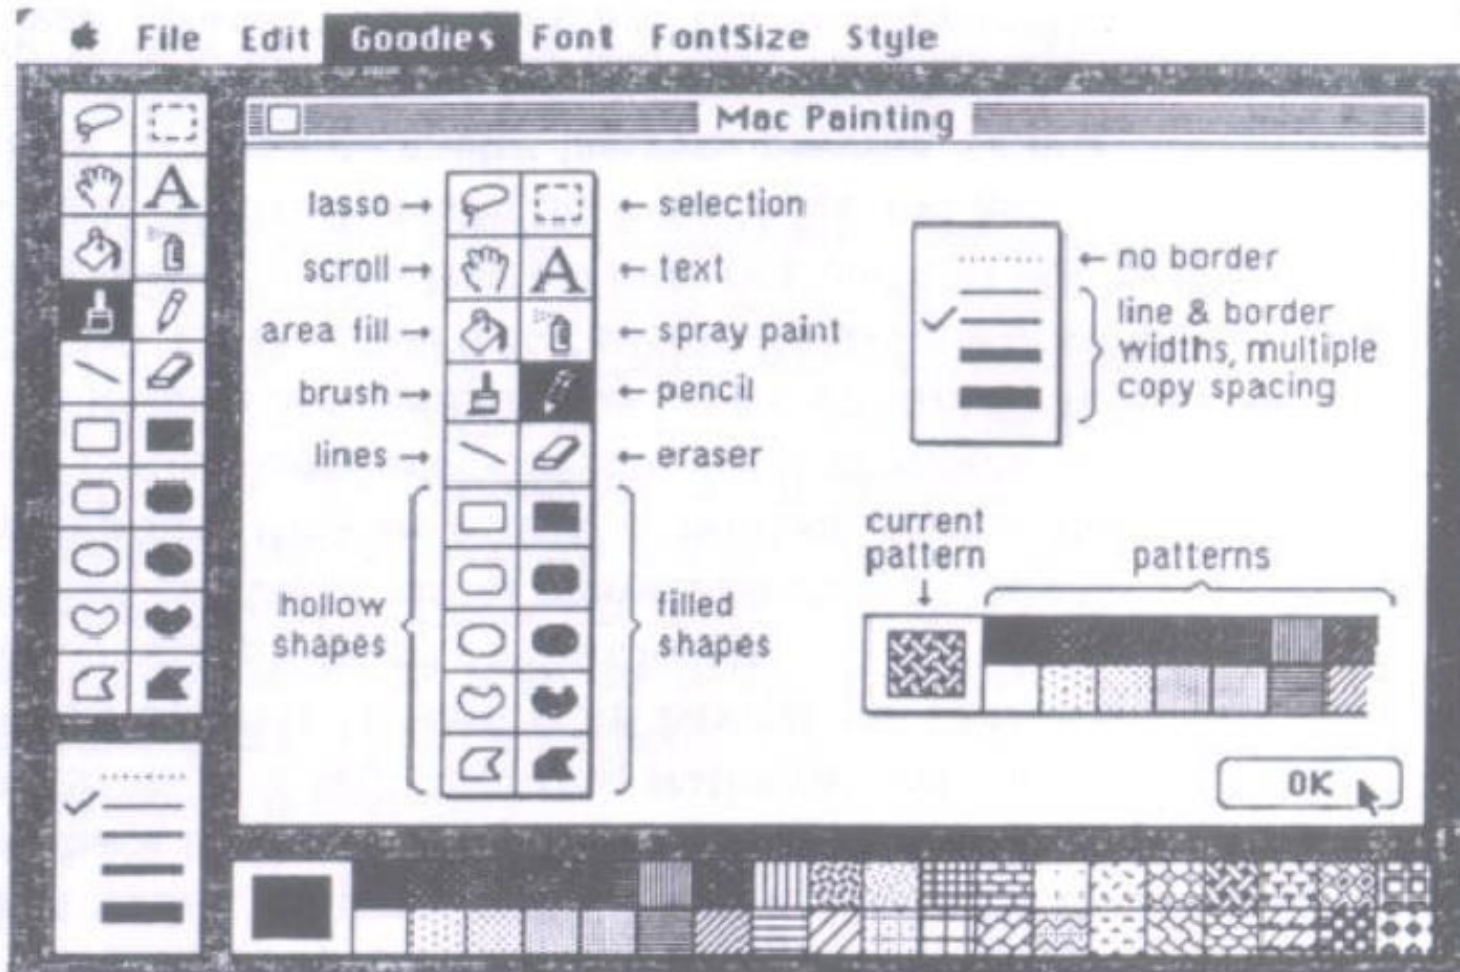 File Edit Goodies Font FontSize Style
Mac Painting
lasso → ← selection
scroll → A ← text
area fill → ← spray paint
brush → ← pencil
lines → ← eraser
hollow
shapes
filled
shapes
← no border
line & border
widths, multiple
copy spacing
current
pattern
patterns
OK
A